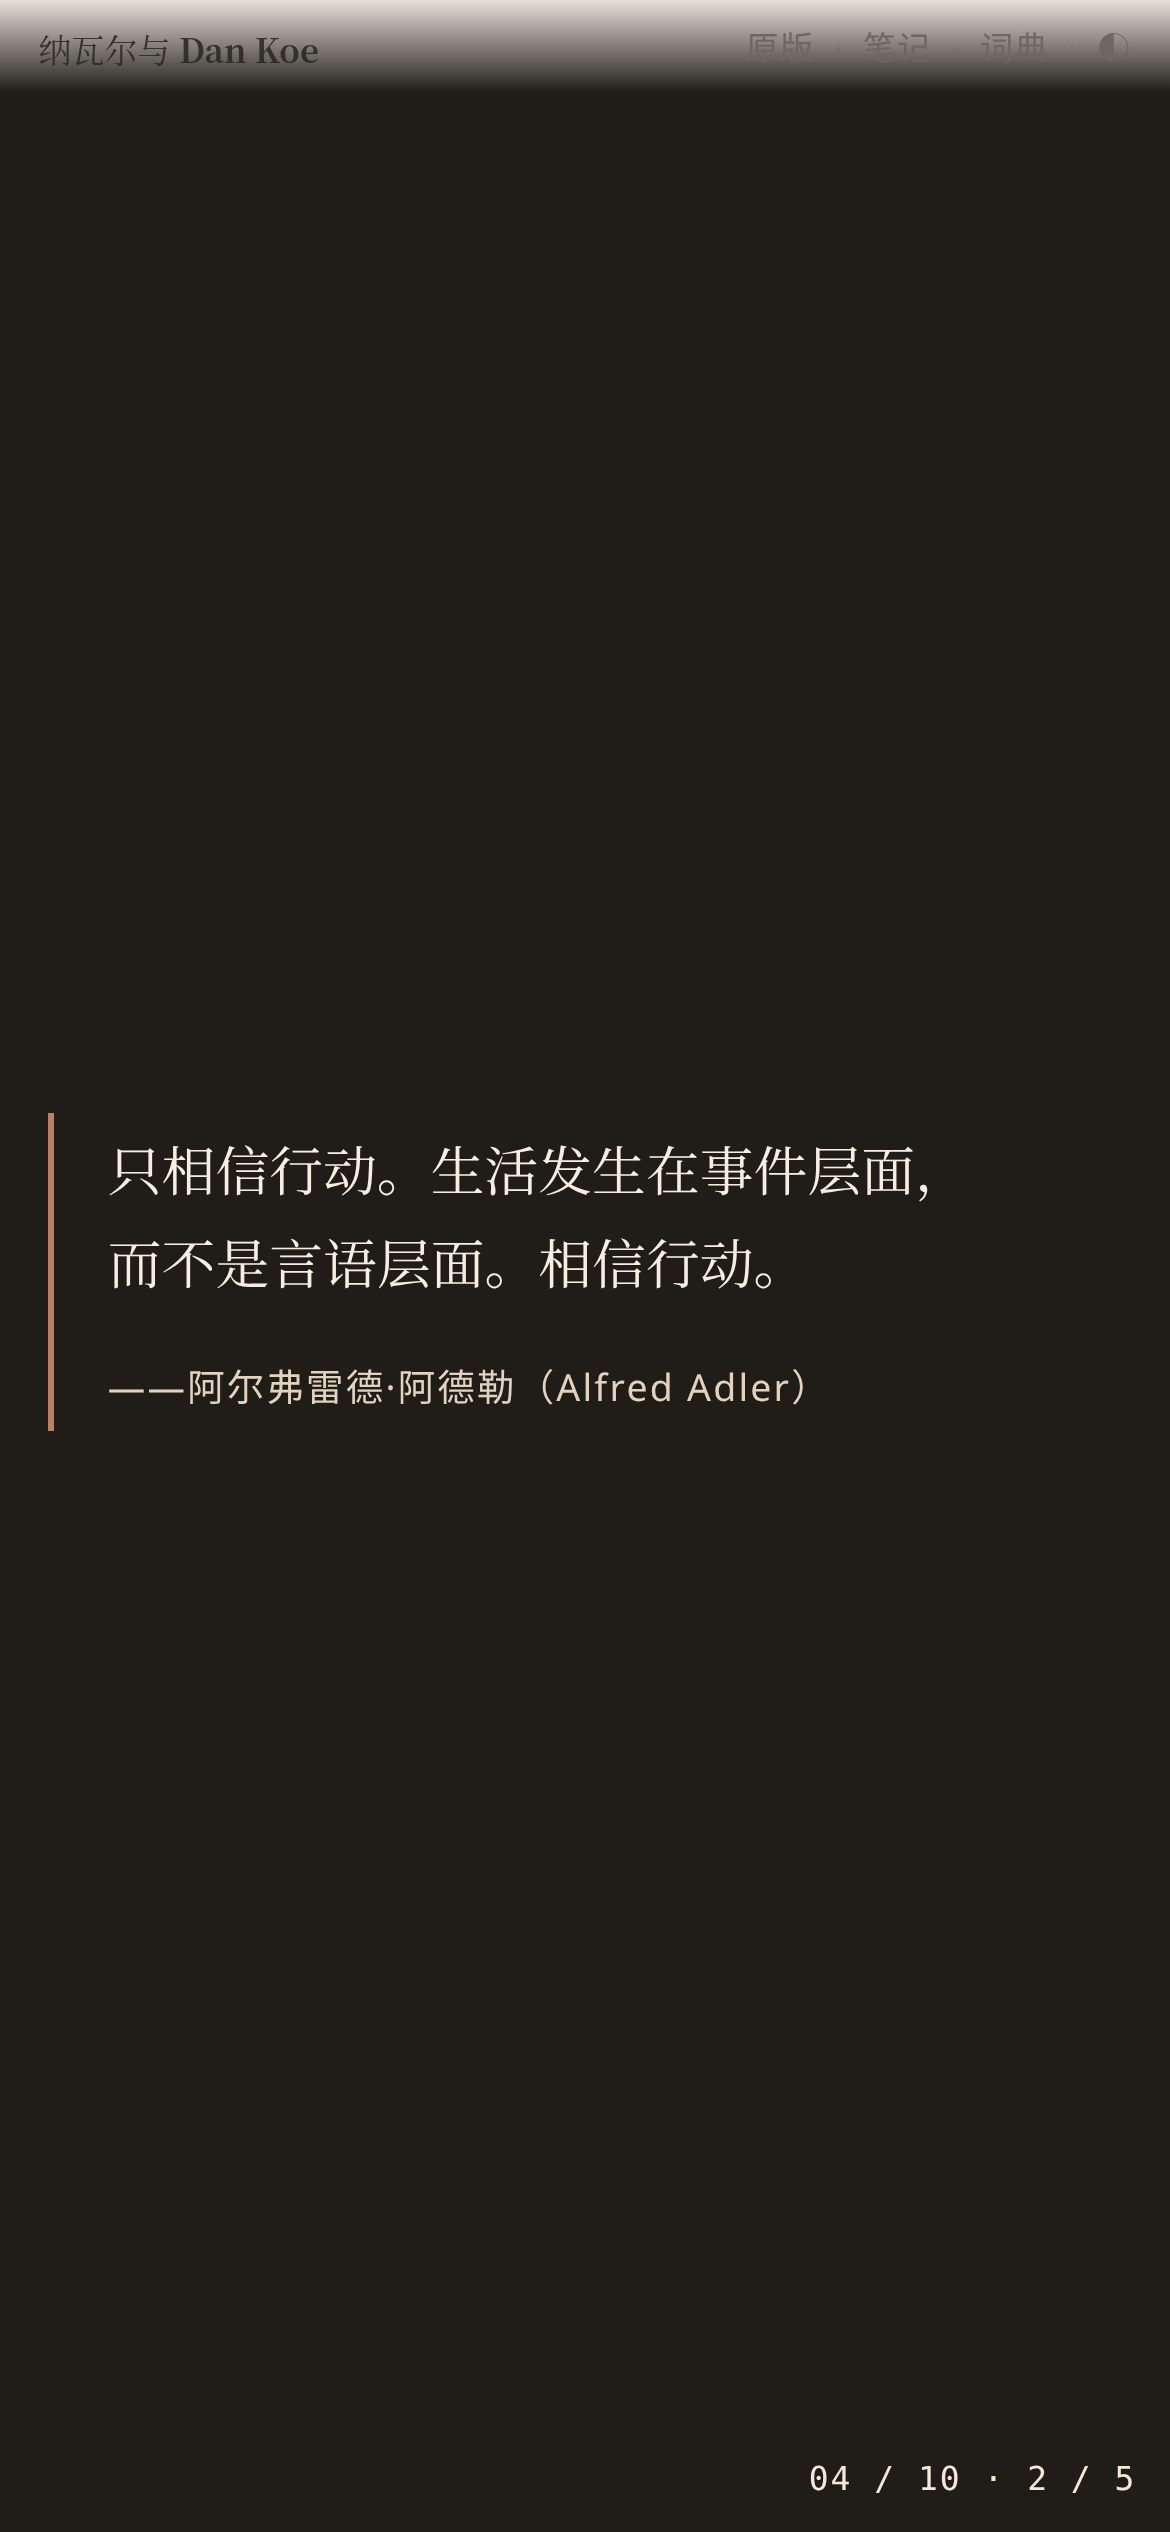 纳瓦尔与 Dan Koe
原版 · 笔记 · 词典 ·
只相信行动。生活发生在事件层面，
而不是言语层面。相信行动。
——阿尔弗雷德·阿德勒（Alfred Adler）
04 / 10 · 2 / 5